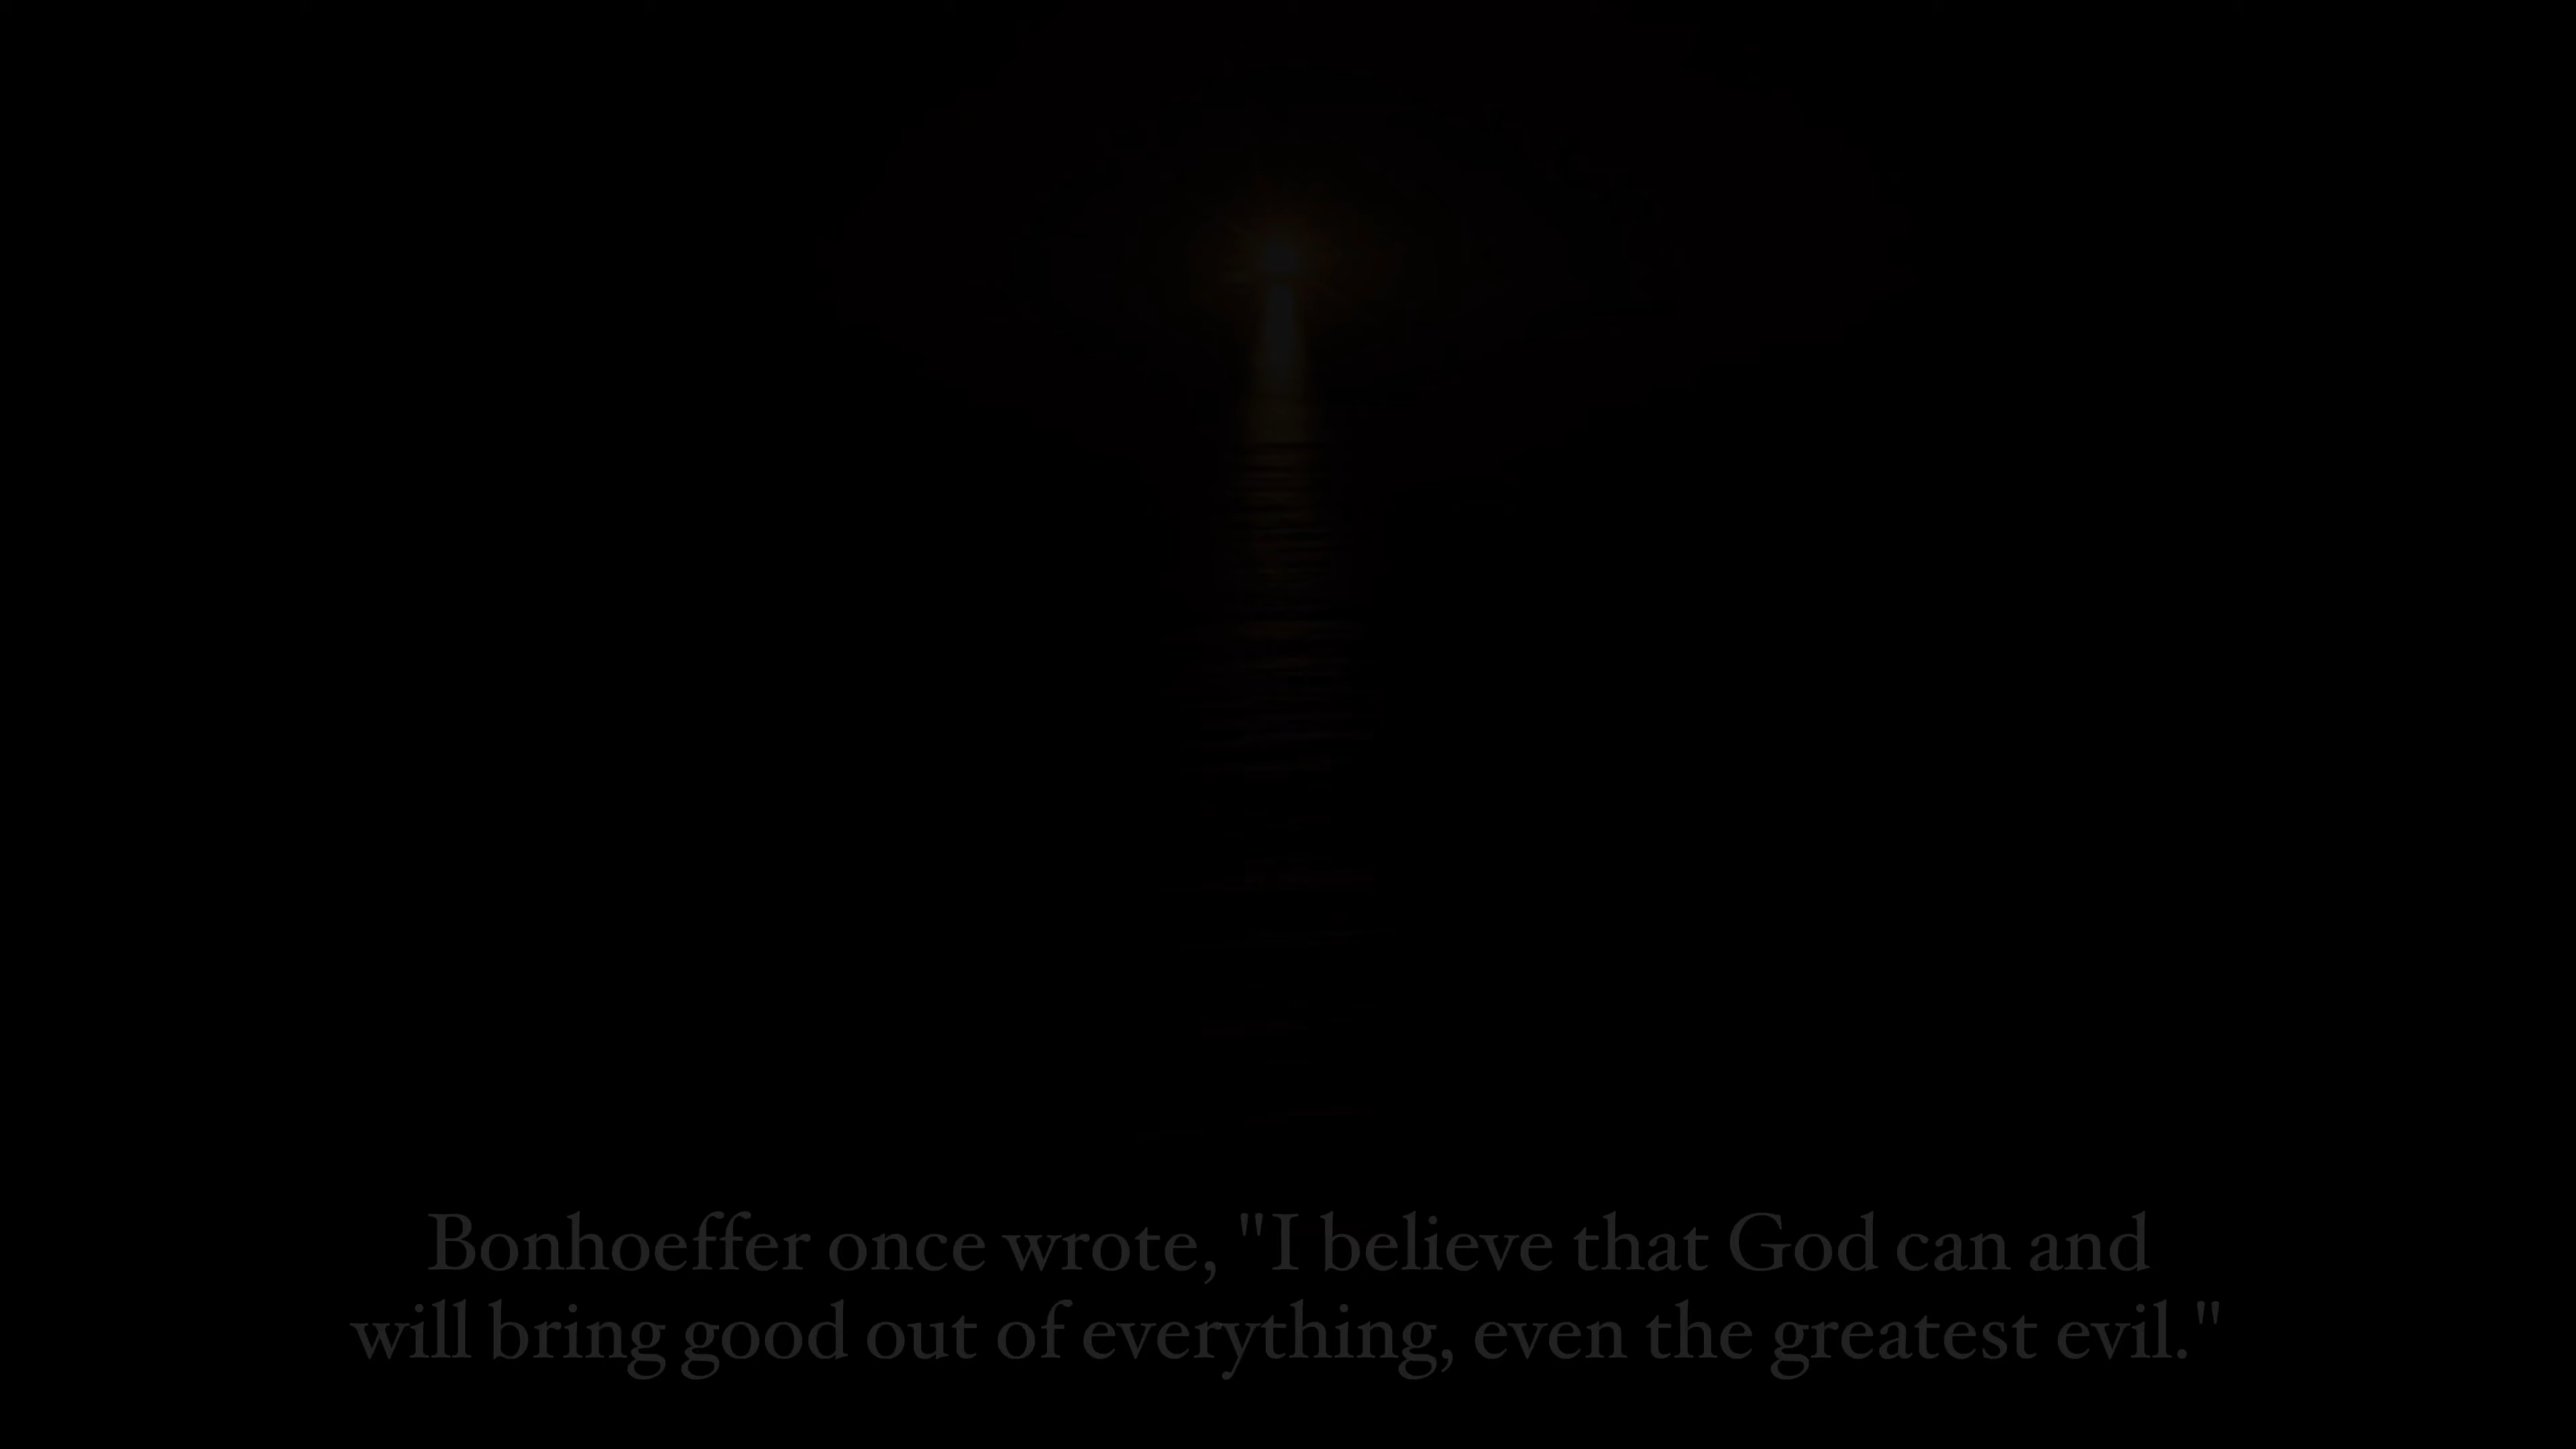 Bonhoeffer once wrote, "I believe that God can and
will bring good out of everything, even the greatest evil."